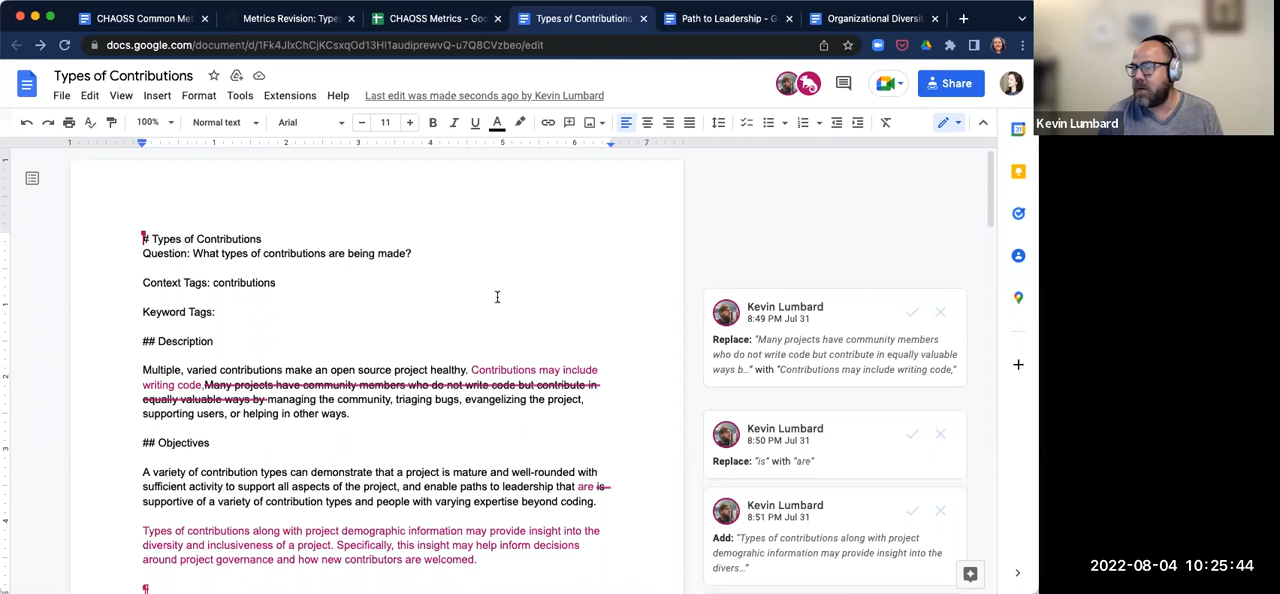 CHAOSS Common Met
Metrics Revision: Type
CHAOSS Metrics - Goo
Types of Contributions
Path to Leadership - G
Organizational Diversit
docs.google.com/document/d/1Fk4JlxChCjKCsxqOd13HI1audiprewvQ-u7Q8CVzbeo/edit
Types of Contributions
File Edit View Insert Format Tools Extensions Help Last edit was made seconds ago by Kevin Lumbard
Share
100% Normal text Arial 11
1 1 2 3 4 5 6 7
# Types of Contributions
Question: What types of contributions are being made?
Context Tags: contributions
Keyword Tags:
## Description
Multiple, varied contributions make an open source project healthy. Contributions may include
writing code,Many projects have community members who do not write code but contribute in
equally valuable ways by managing the community, triaging bugs, evangelizing the project,
supporting users, or helping in other ways.
## Objectives
A variety of contribution types can demonstrate that a project is mature and well-rounded with
sufficient activity to support all aspects of the project, and enable paths to leadership that are is
supportive of a variety of contribution types and people with varying expertise beyond coding.
Types of contributions along with project demographic information may provide insight into the
diversity and inclusiveness of a project. Specifically, this insight may help inform decisions
around project governance and how new contributors are welcomed.
Kevin Lumbard
8:49 PM Jul 31
Replace: "Many projects have community members
who do not write code but contribute in equally valuable
ways b..." with "Contributions may include writing code,"
Kevin Lumbard
8:50 PM Jul 31
Replace: "is" with "are"
Kevin Lumbard
8:51 PM Jul 31
Add: "Types of contributions along with project
demograhic information may provide insight into the
divers..."
Kevin Lumbard
2022-08-04 10:25:44